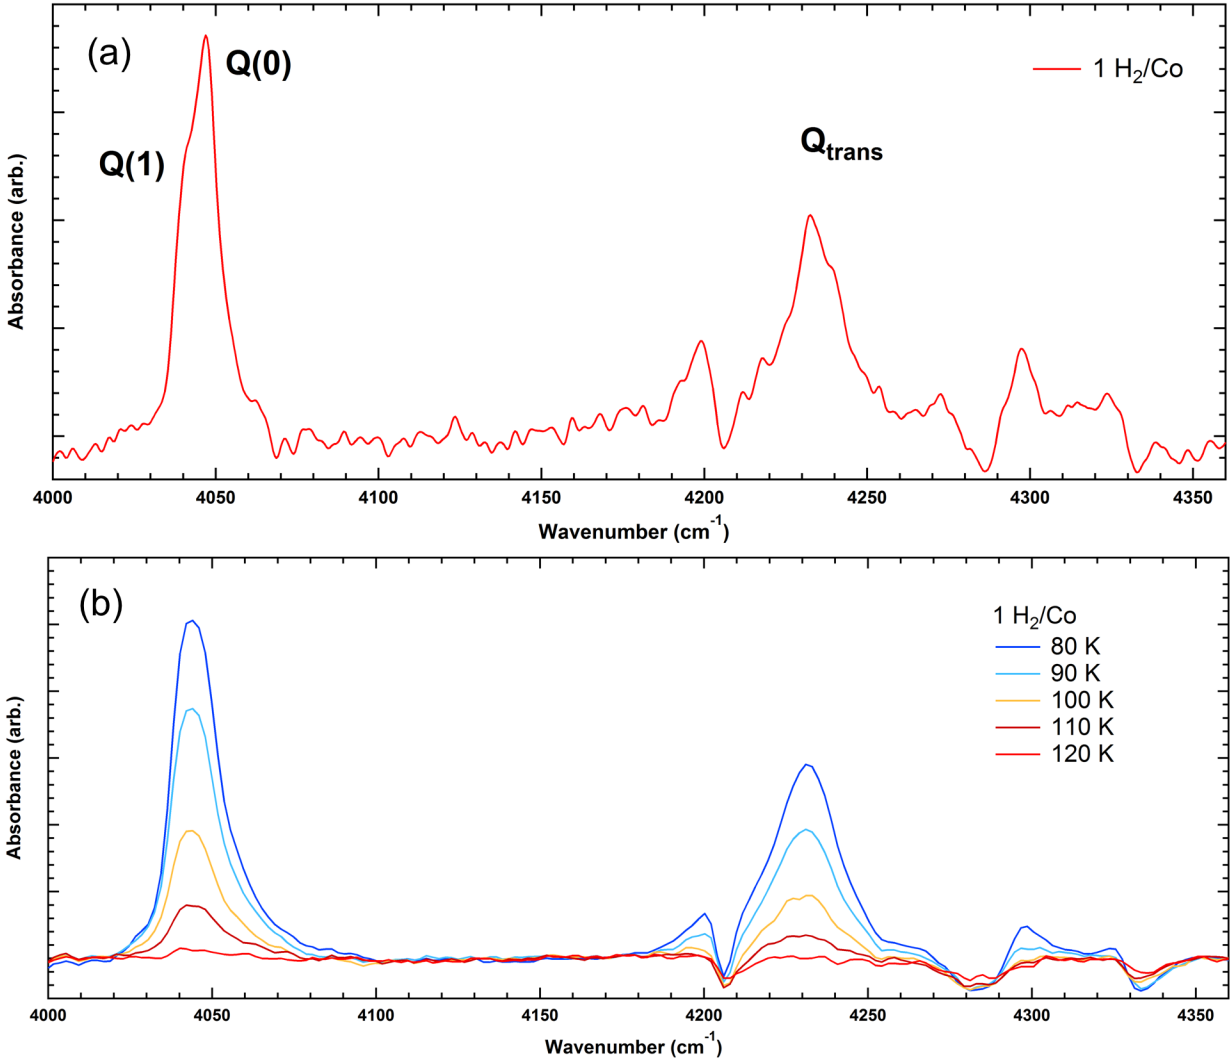 (a)
Q(0)
Q(1)
Q_trans
1 H₂/Co
Absorbance (arb.)
4000 4050 4100 4150 4200 4250 4300 4350
Wavenumber (cm⁻¹)
(b)
1 H₂/Co
80 K
90 K
100 K
110 K
120 K
Absorbance (arb.)
4000 4050 4100 4150 4200 4250 4300 4350
Wavenumber (cm⁻¹)